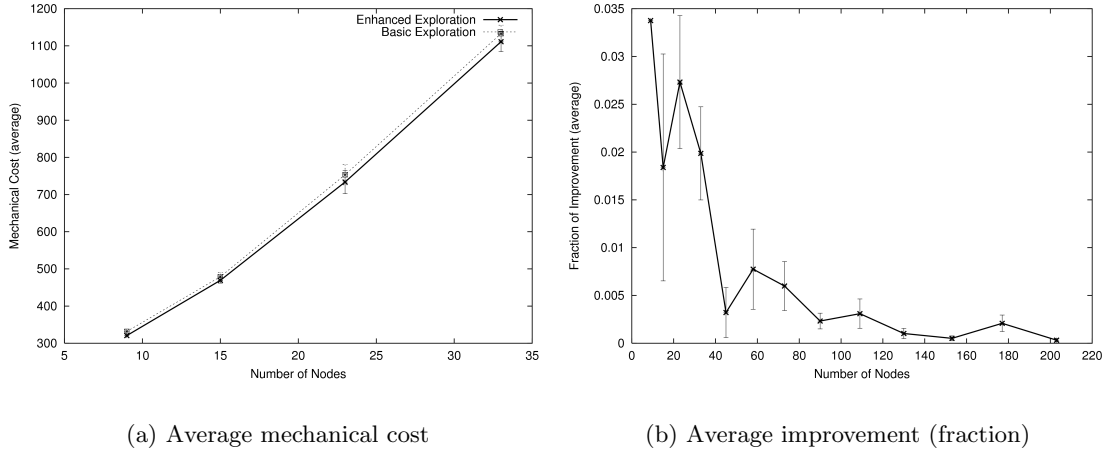 1200
1100
1000
900
800
700
600
500
400
300
Mechanical Cost (average)
Enhanced Exploration
Basic Exploration
5 10 15 20 25 30 35
Number of Nodes
(a) Average mechanical cost
0.035
0.03
0.025
0.02
0.015
0.01
0.005
0
Fraction of Improvement (average)
0 20 40 60 80 100 120 140 160 180 200 220
Number of Nodes
(b) Average improvement (fraction)